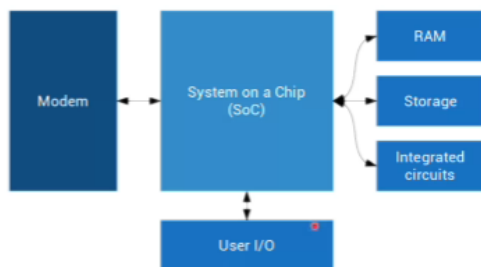 Modem
System on a Chip
(SoC)
RAM
Storage
Integrated
circuits
User I/O